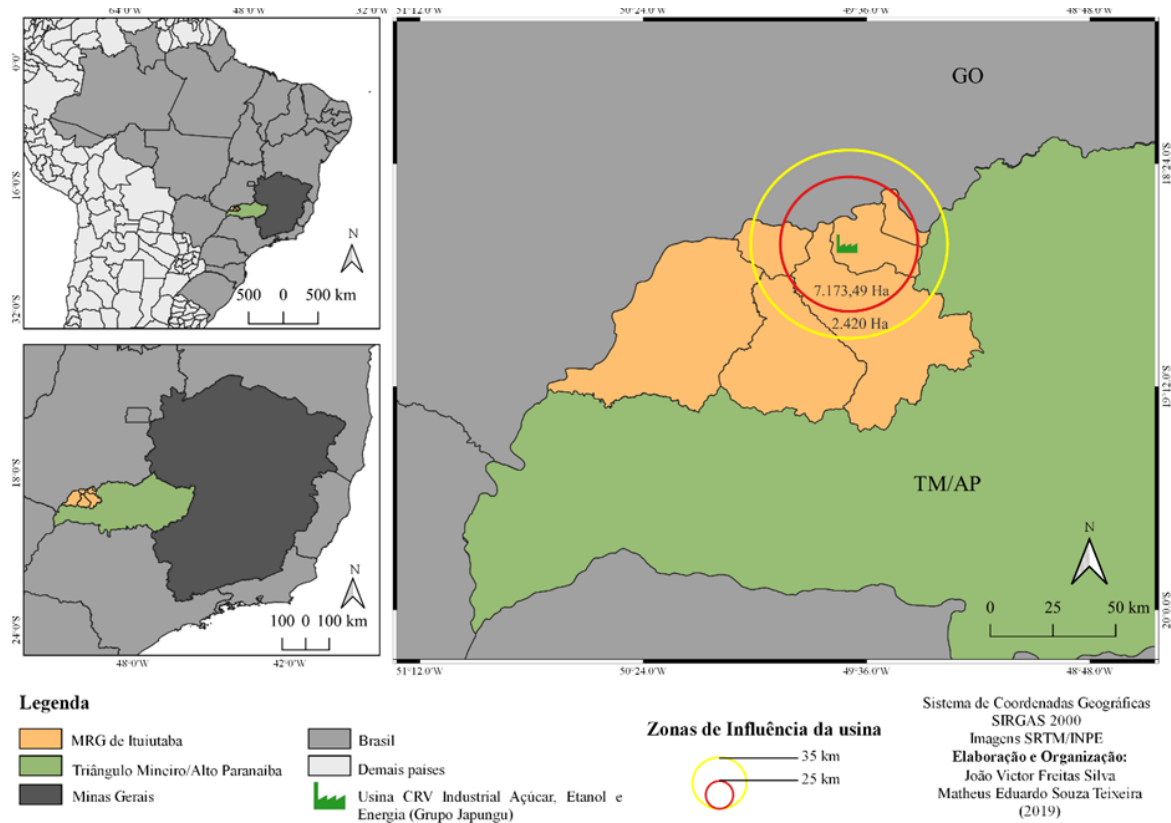 64°0'W
48°0'W
32°0'W
0°0'
16°0'S
32°0'S
N
500 0 500 km
18°0'S
24°0'S
N
100 0 100 km
48°0'W
42°0'W
51°12.0'W
50°24.0'W
49°36.0'W
48°48.0'W
GO
18°24.0'S
7.173,49 Ha
2.420 Ha
19°12.0'S
TM/AP
N
0 25 50 km
20°0.0'S
51°12.0'W
50°24.0'W
49°36.0'W
48°48.0'W
Legenda
MRG de Ituiutaba
Triângulo Mineiro/Alto Paranaíba
Minas Gerais
Brasil
Demais países
Usina CRV Industrial Açúcar, Etanol e
Energia (Grupo Japungu)
Zonas de Influência da usina
35 km
25 km
Sistema de Coordenadas Geográficas
SIRGAS 2000
Imagens SRTM/INPE
Elaboração e Organização:
João Victor Freitas Silva
Matheus Eduardo Souza Teixeira
(2019)